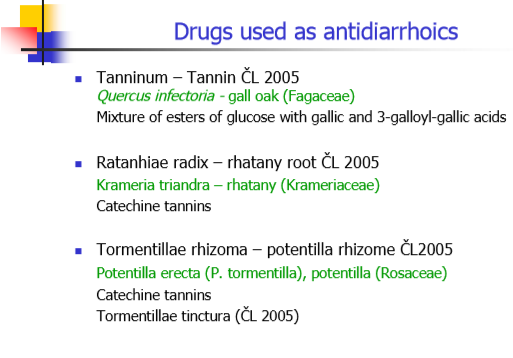 Drugs used as antidiarrhoics
Tanninum – Tannin ČL 2005
Quercus infectoria - gall oak (Fagaceae)
Mixture of esters of glucose with gallic and 3-galloyl-gallic acids
Ratanhiae radix – rhatany root ČL 2005
Krameria triandra – rhatany (Krameriaceae)
Catechine tannins
Tormentillae rhizoma – potentilla rhizome ČL2005
Potentilla erecta (P. tormentilla), potentilla (Rosaceae)
Catechine tannins
Tormentillae tinctura (ČL 2005)